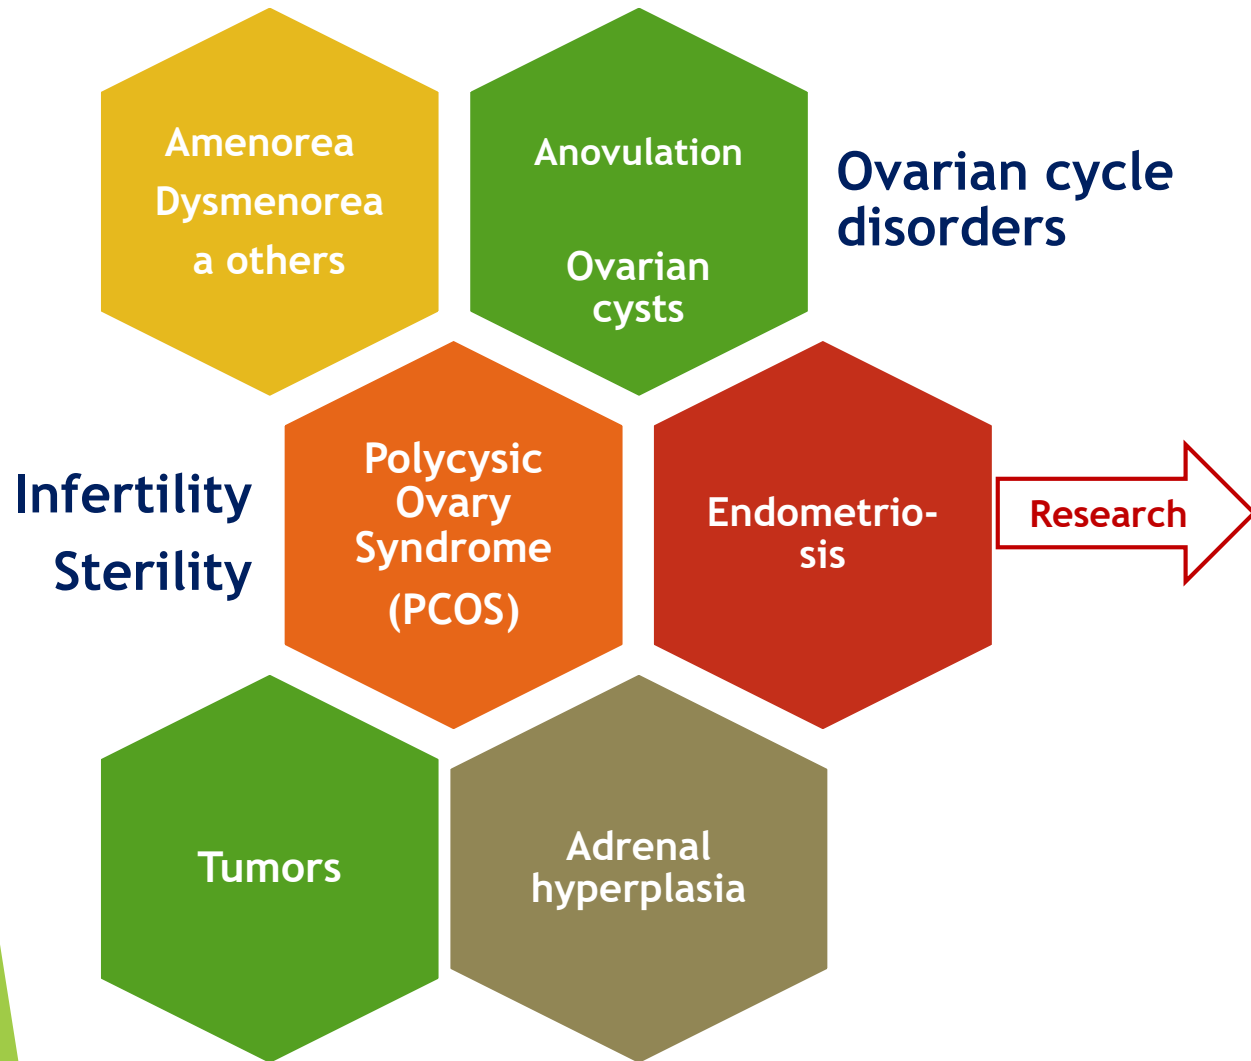 Amenorea
Dysmenorea
a others
Anovulation
Ovarian
cysts
Ovarian cycle
disorders
Infertility
Sterility
Polycysic
Ovary
Syndrome
(PCOS)
Endometrio-
sis
Research
Tumors
Adrenal
hyperplasia